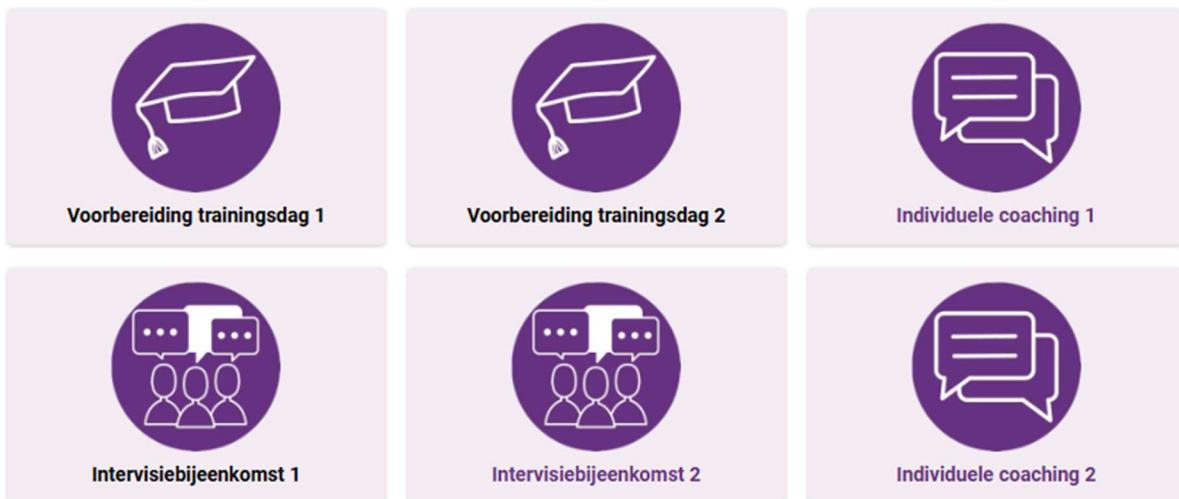 Voorbereiding trainingsdag 1
Voorbereiding trainingsdag 2
Individuele coaching 1
Intervisiebijeenkomst 1
Intervisiebijeenkomst 2
Individuele coaching 2